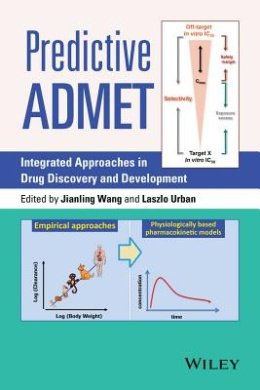 Predictive
ADMET
Off-target
in vitro IC50
Safety
margin
Cmax
Selectivity
Exposure
excess
Target X
in vitro IC50
Integrated Approaches in
Drug Discovery and Development
Edited by Jianling Wang and Laszlo Urban
Empirical approaches
Physiologically based
pharmacokinetic models
Log (Clearance)
Log (Body Weight)
concentration
time
WILEY